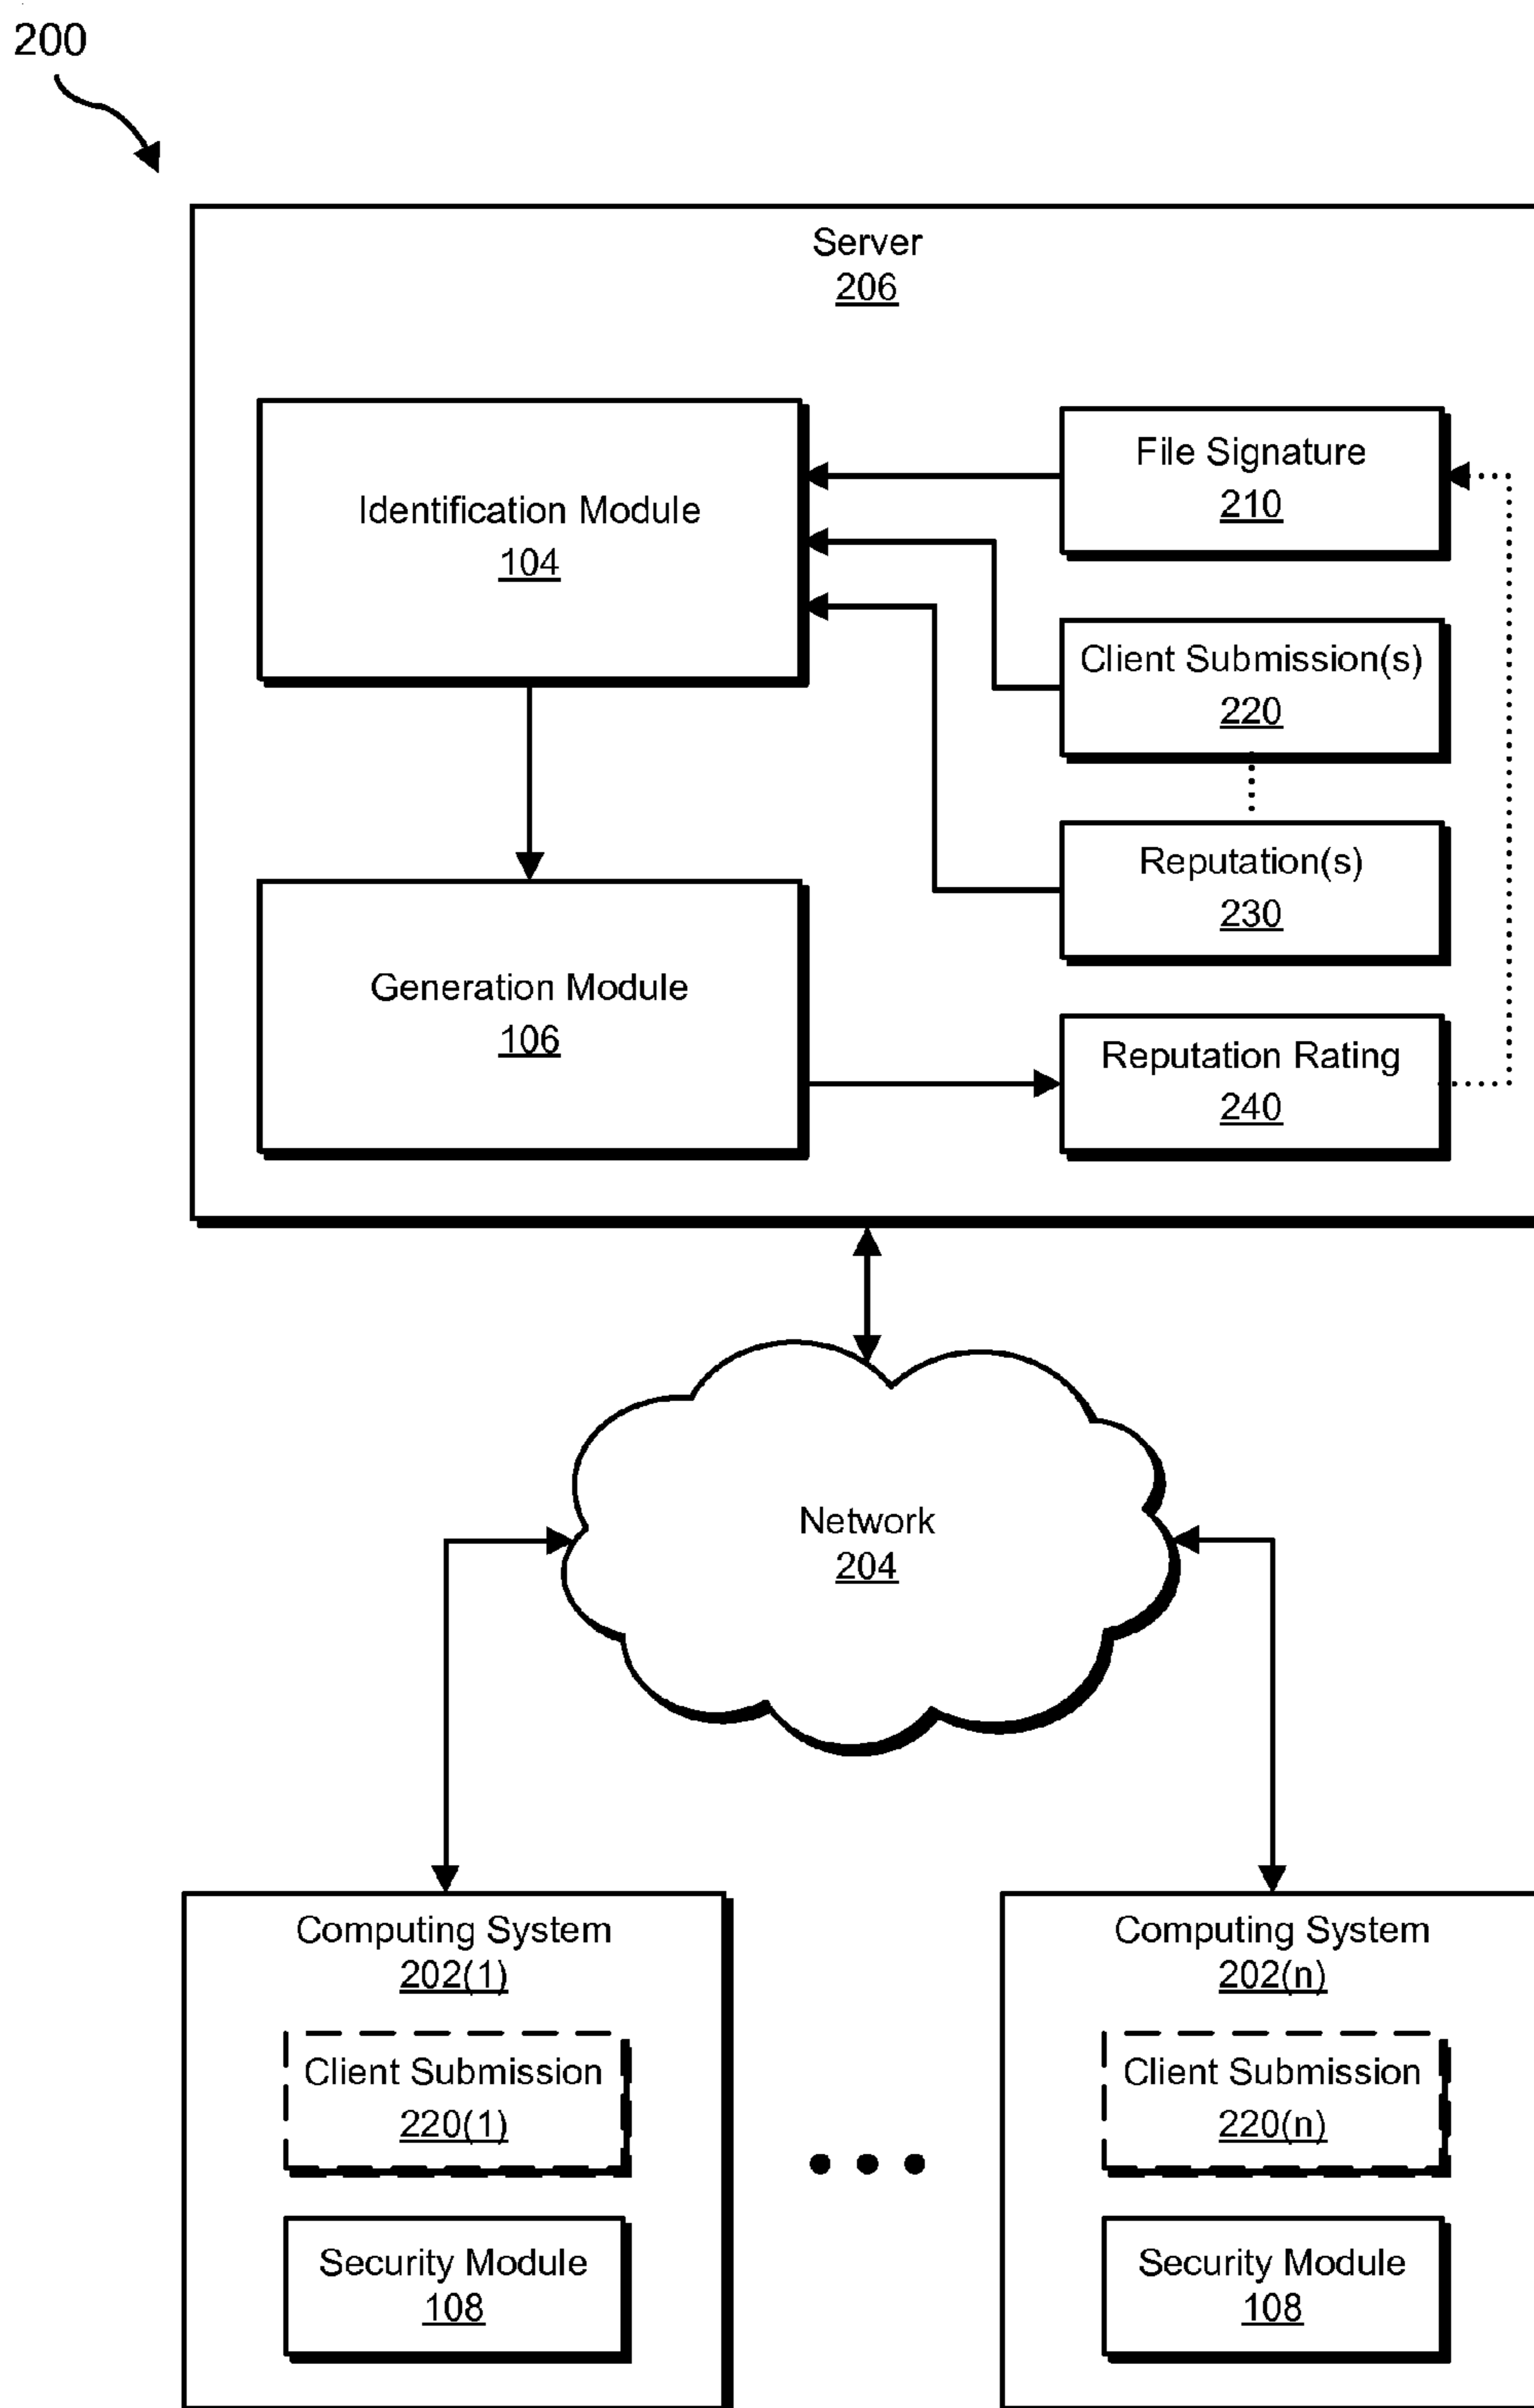 200
Server
206
Identification Module
104
File Signature
210
Client Submission(s)
220
Reputation(s)
230
Generation Module
106
Reputation Rating
240
Network
204
Computing System
202(1)
Client Submission
220(1)
Security Module
108
Computing System
202(n)
Client Submission
220(n)
Security Module
108